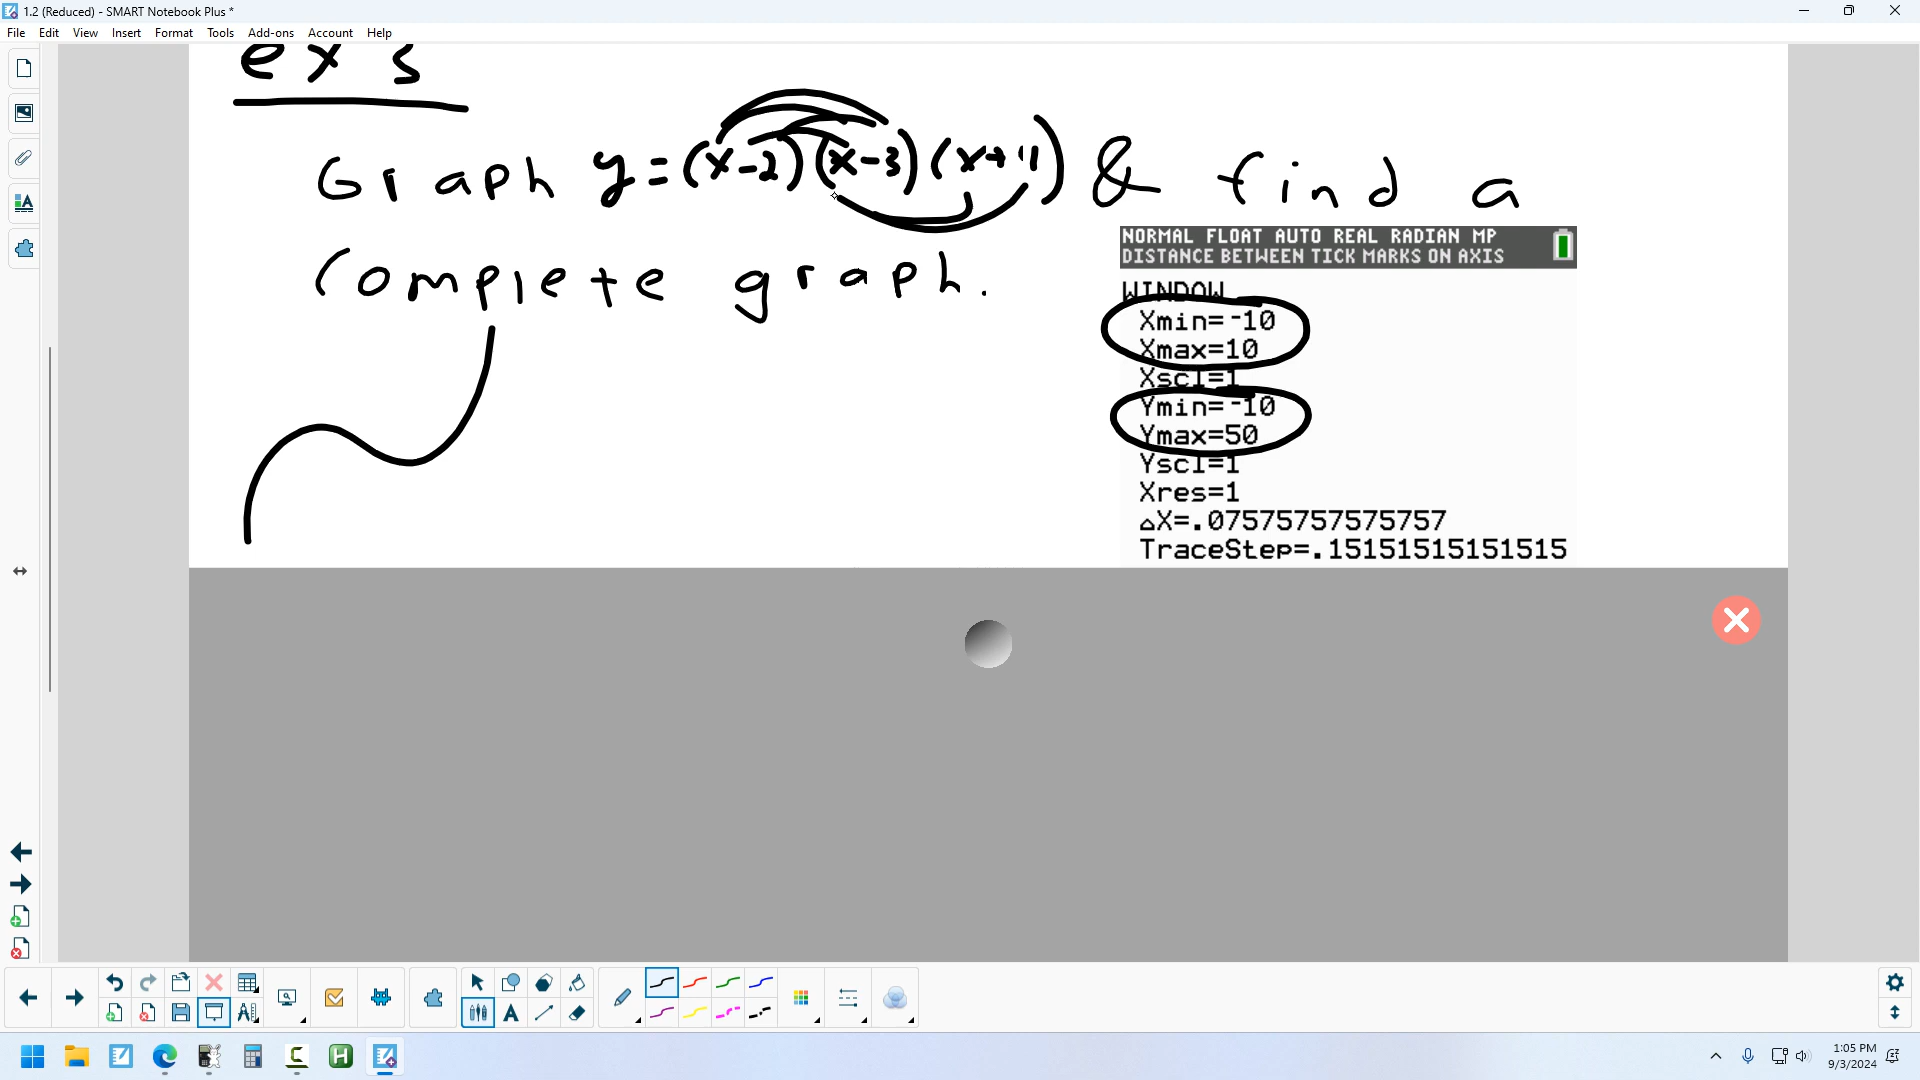 1.2 (Reduced) - SMART Notebook Plus *
File Edit View Insert Format Tools Add-ons Account Help
ex 3
Graph y=(x-2)(x-3)(x+11) & find a
complete graph.
NORMAL FLOAT AUTO REAL RADIAN MP
DISTANCE BETWEEN TICK MARKS ON AXIS
WINDOW
Xmin=-10
Xmax=10
Xscl=1
Ymin=-10
Ymax=50
Yscl=1
Xres=1
△X=.07575757575757
TraceStep=.15151515151515
1:05 PM
9/3/2024